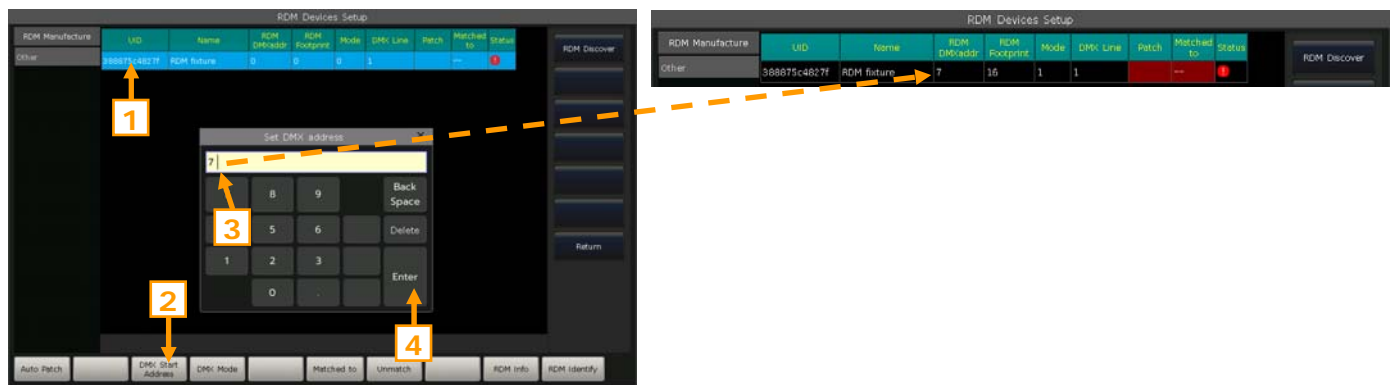 RDM Devices Setup
RDM Manufacture
UID
Name
RDM DMXaddr
RDM Footprint
Mode
DMX Line
Patch
Matched to
Status
RDM Discover
Other
388875c4827f
RDM fixture
0
0
0
1
--
!
1
Set DMX address
×
7
8
9
Back Space
3
5
6
Delete
1
2
3
Enter
0
.
Return
2
4
Auto Patch
DMX Start Address
DMX Mode
Matched to
Unmatch
RDM Info
RDM Identify
RDM Devices Setup
RDM Manufacture
UID
Name
RDM DMXaddr
RDM Footprint
Mode
DMX Line
Patch
Matched to
Status
RDM Discover
Other
388875c4827f
RDM fixture
7
16
1
1
--
!